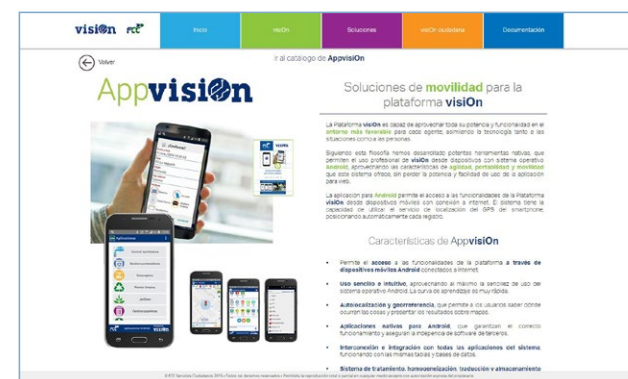 visiOn fcc
Inicio
visiOn
Soluciones
visiOn ciudadana
Documentación
Volver
Ir al catálogo de AppvisiOn
AppvisiOn
Soluciones de movilidad para la
plataforma visiOn
La Plataforma visiOn es capaz de aprovechar toda su potencia y funcionalidad en el
entorno más favorable para cada agente, asimilando la tecnología tanto a las
situaciones como a las personas.
Siguiendo esta filosofía hemos desarrollado potentes herramientas nativas, que
permiten el uso profesional de visiOn desde dispositivos con sistema operativo
Android, aprovechando las características de agilidad, portabilidad y movilidad
que este sistema ofrece, sin perder la potencia y facilidad de uso de la aplicación
para web.
La aplicación para Android permite el acceso a las funcionalidades de la Plataforma
visiOn desde dispositivos móviles con conexión a internet. El sistema tiene la
capacidad de utilizar el servicio de localización del GPS del smartphone,
posicionando automáticamente cada registro.
Características de AppvisiOn
• Permite el acceso a las funcionalidades de la plataforma a través de
dispositivos móviles Android conectados a Internet.
• Uso sencillo e intuitivo, aprovechando al máximo la sencillez de uso del
sistema operativo Android. La curva de aprendizaje es muy rápida.
• Autolocalización y georreferencia, que permite a los usuarios saber dónde
ocurren las cosas y presentar los resultados sobre mapas.
• Aplicaciones nativas para Android, que garantizan el correcto
funcionamiento y aseguran la indepencia de software de terceros.
• Interconexión e integración con todas las aplicaciones del sistema,
funcionando con las mismas tablas y bases de datos.
• Sistema de tratamiento, homogeneización, traducción y almacenamiento
Aplicaciones